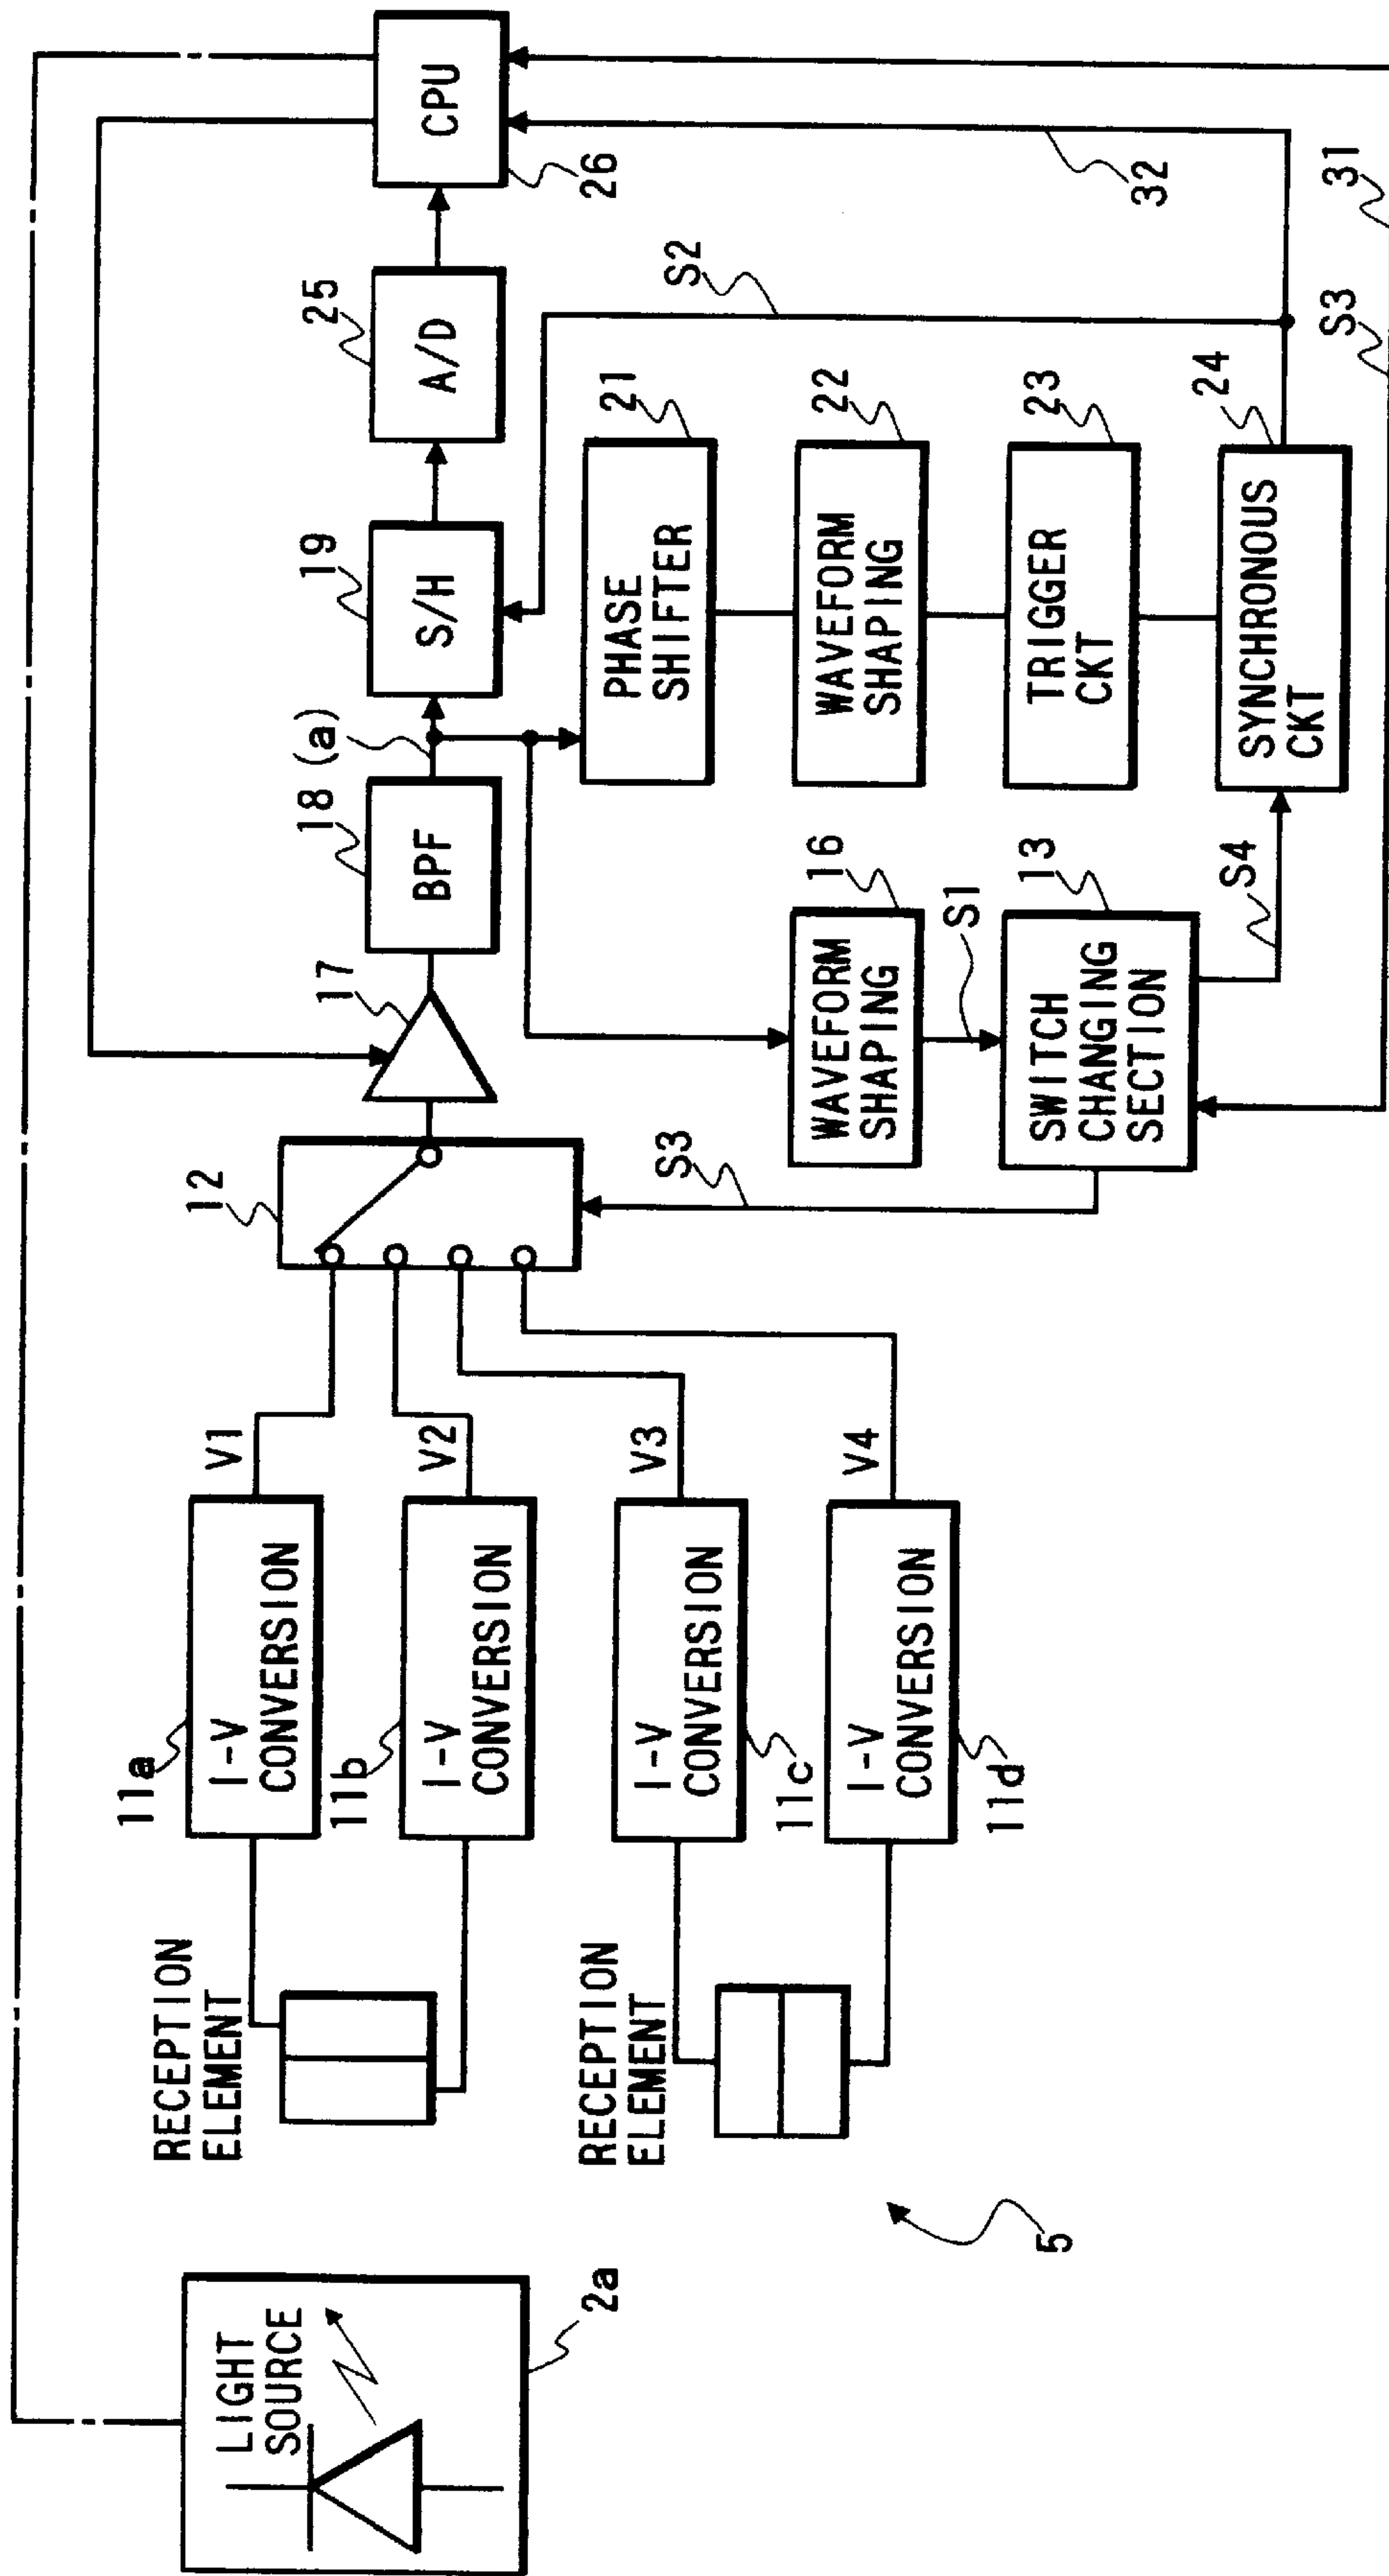 LIGHT
SOURCE
2a
5
RECEPTION
ELEMENT
RECEPTION
ELEMENT
11a
I-V
CONVERSION
V1
11b
I-V
CONVERSION
V2
11c
I-V
CONVERSION
V3
11d
I-V
CONVERSION
V4
12
S3
17
18
BPF
(a)
19
S/H
25
A/D
CPU
26
S2
32
31
S3
16
WAVEFORM
SHAPING
S1
13
SWITCH
CHANGING
SECTION
S4
21
PHASE
SHIFTER
22
WAVEFORM
SHAPING
23
TRIGGER
CKT
24
SYNCHRONOUS
CKT